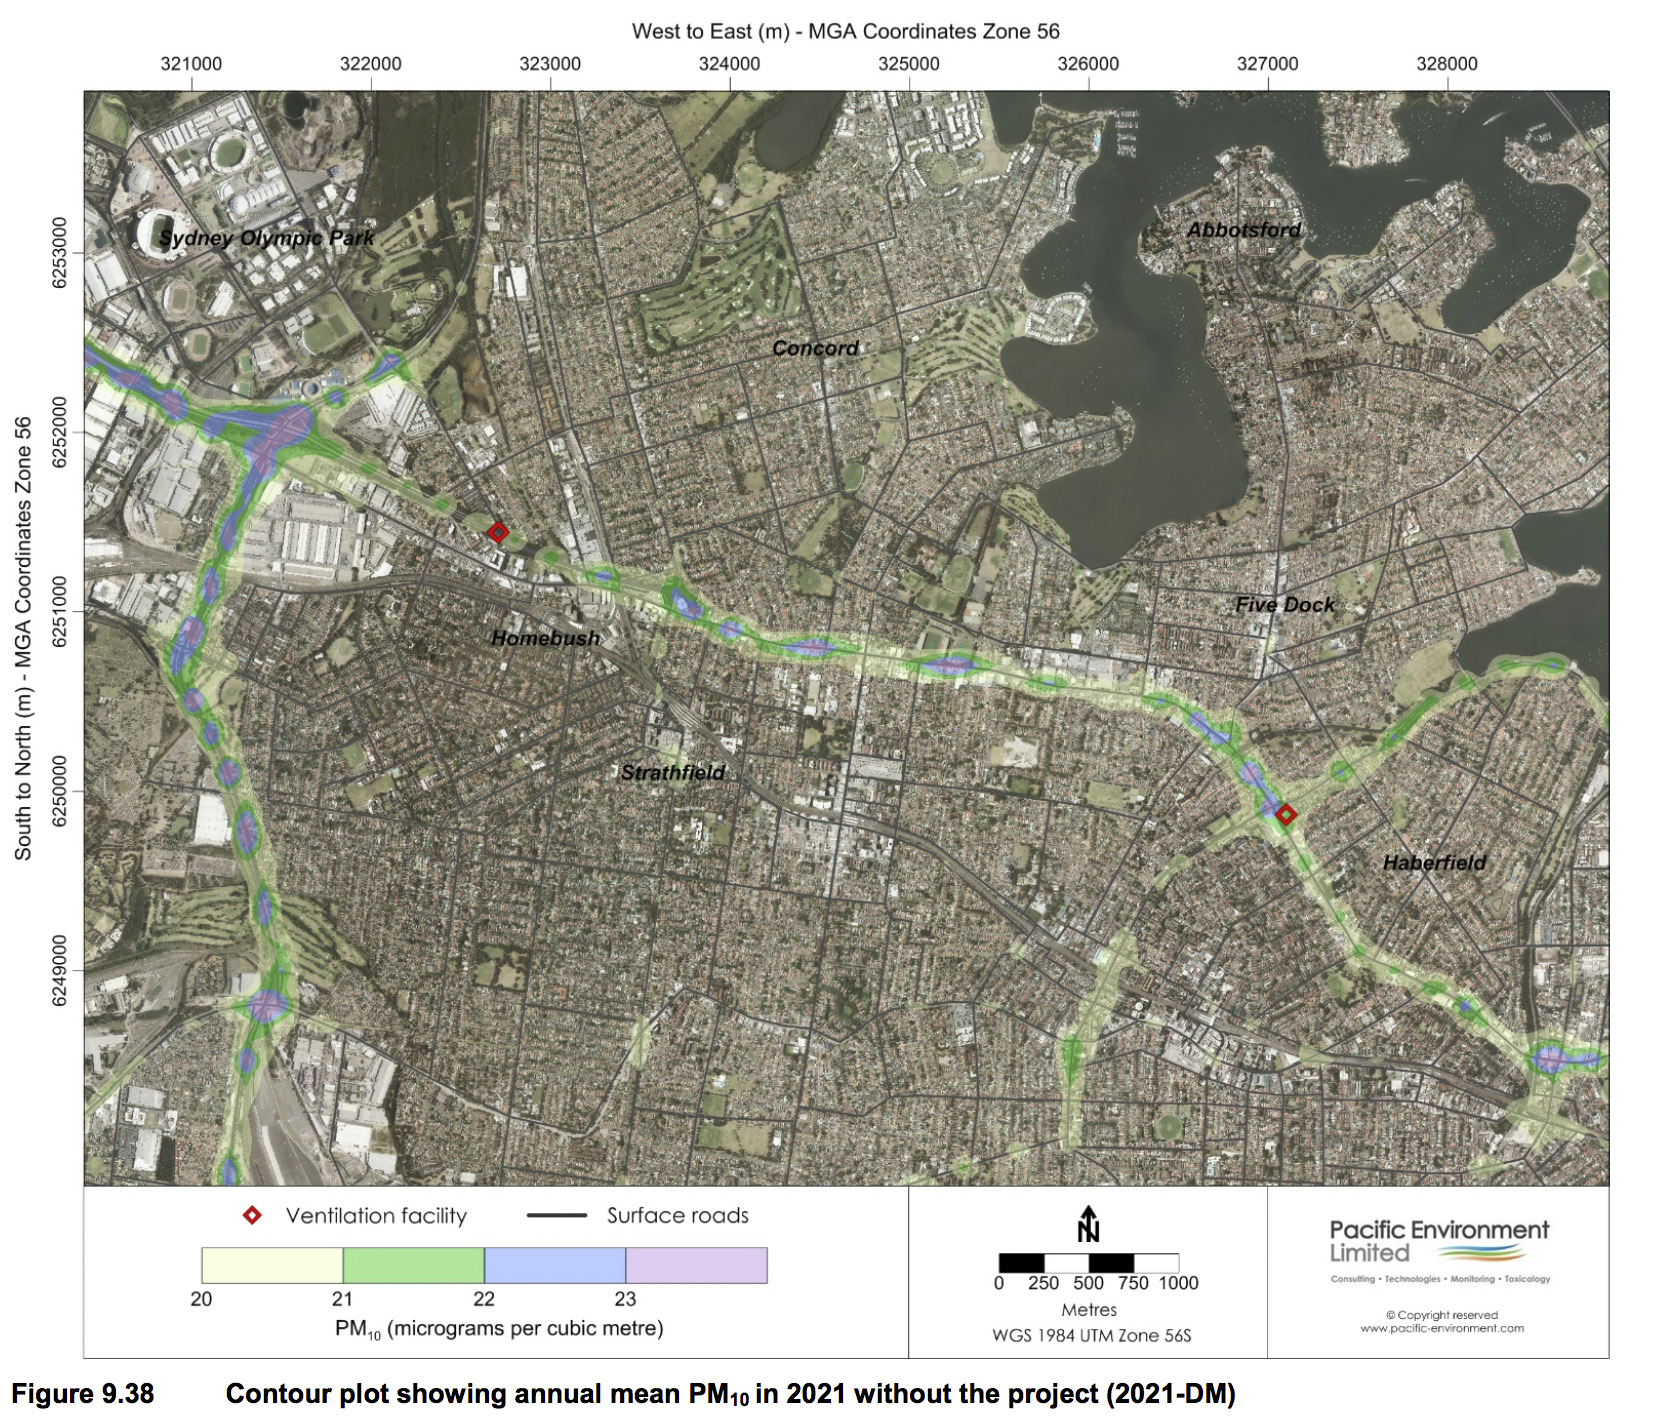 West to East (m) - MGA Coordinates Zone 56
321000 322000 323000 324000 325000 326000 327000 328000
South to North (m) - MGA Coordinates Zone 56
6253000
6252000
6251000
6250000
6249000
Sydney Olympic Park
Abbotsford
Concord
Five Dock
Homebush
Strathfield
Haberfield
Ventilation facility
Surface roads
20 21 22 23
PM10 (micrograms per cubic metre)
N
0 250 500 750 1000
Metres
WGS 1984 UTM Zone 56S
Pacific Environment
Limited
Consulting • Technologies • Monitoring • Toxicology
© Copyright reserved
www.pacific-environment.com
Figure 9.38 Contour plot showing annual mean PM10 in 2021 without the project (2021-DM)